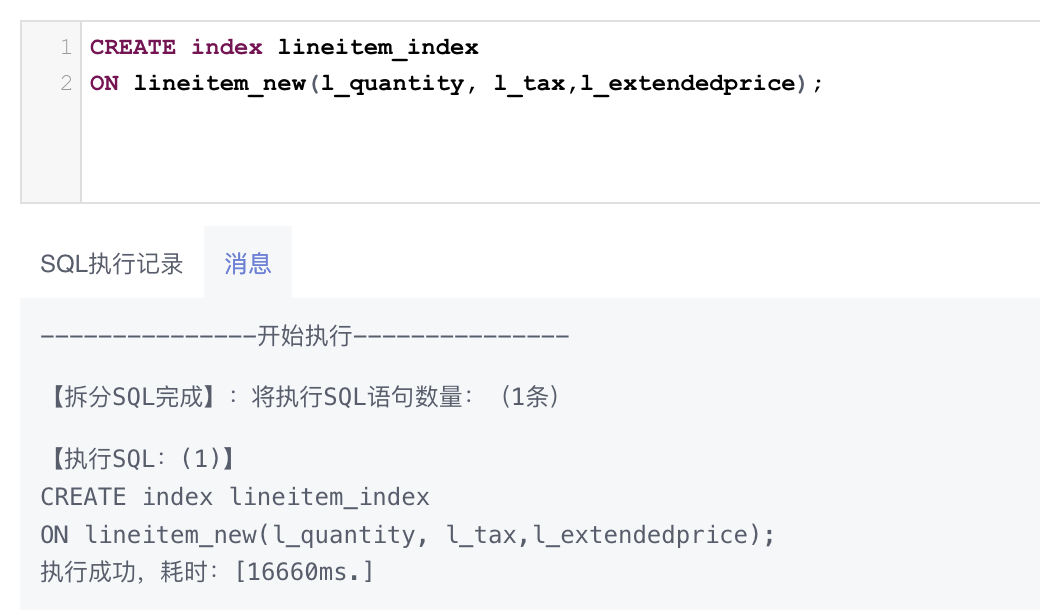 1 CREATE index lineitem_index
2 ON lineitem_new(l_quantity, l_tax,l_extendedprice);
SQL执行记录 消息
---------------开始执行---------------
【拆分SQL完成】：将执行SQL语句数量：（1条）
【执行SQL：(1)】
CREATE index lineitem_index
ON lineitem_new(l_quantity, l_tax,l_extendedprice);
执行成功，耗时：[16660ms.]